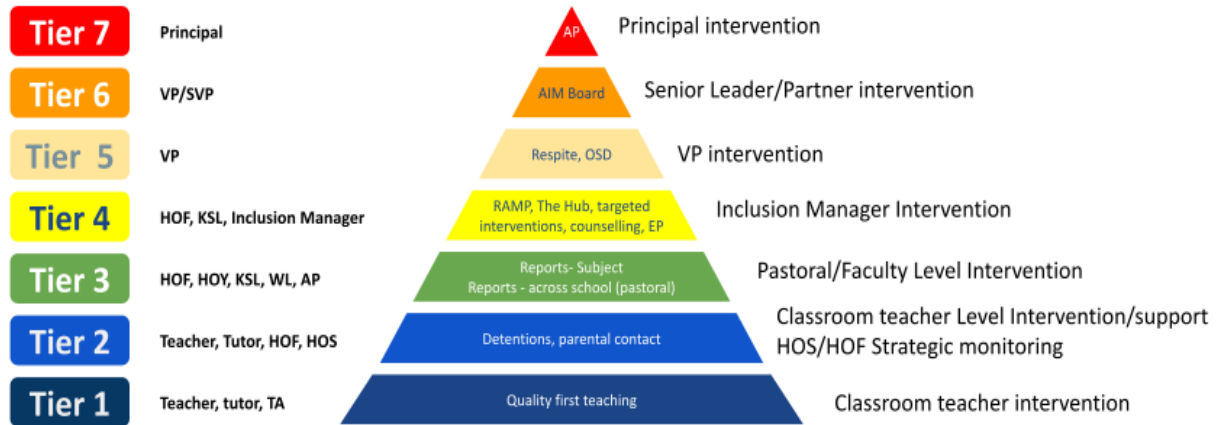 Tier 7
Principal
AP
Principal intervention
Tier 6
VP/SVP
AIM Board
Senior Leader/Partner intervention
Tier 5
VP
Respite, OSD
VP intervention
Tier 4
HOF, KSL, Inclusion Manager
RAMP, The Hub, targeted
interventions, counselling, EP
Inclusion Manager Intervention
Tier 3
HOF, HOY, KSL, WL, AP
Reports- Subject
Reports - across school (pastoral)
Pastoral/Faculty Level Intervention
Tier 2
Teacher, Tutor, HOF, HOS
Detentions, parental contact
Classroom teacher Level Intervention/support
HOS/HOF Strategic monitoring
Tier 1
Teacher, tutor, TA
Quality first teaching
Classroom teacher intervention